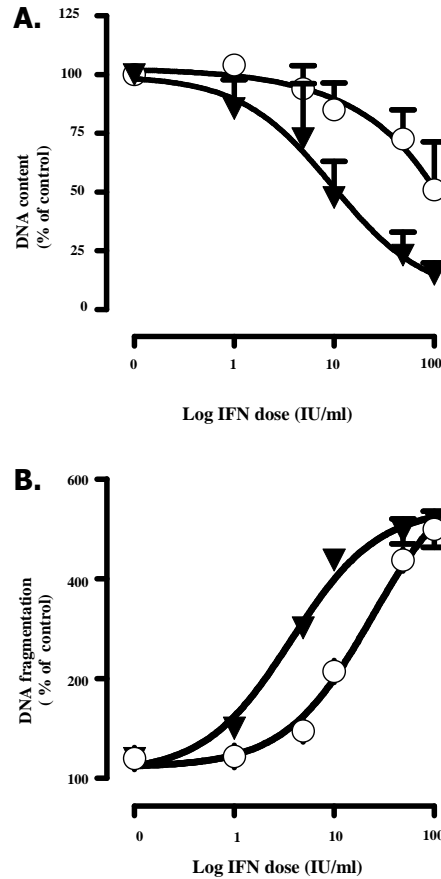 A.
125
100
75
50
25
0
DNA content
(% of control)
0 1 10 100
Log IFN dose (IU/ml)
B.
600
400
200
100
DNA fragmentation
( % of control)
0 1 10 100
Log IFN dose (IU/ml)